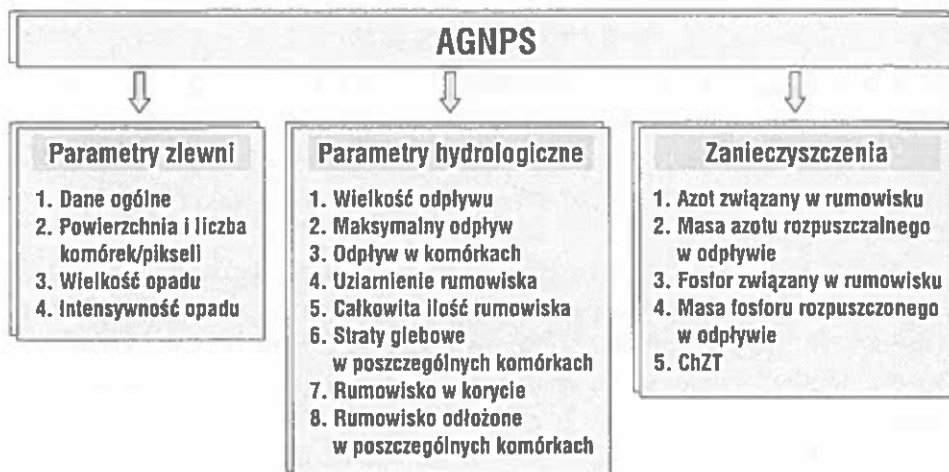 AGNPS
Parametry zlewni
1. Dane ogólne
2. Powierzchnia i liczba
komórek/pikseli
3. Wielkość opadu
4. Intensywność opadu
Parametry hydrologiczne
1. Wielkość odpływu
2. Maksymalny odpływ
3. Odpływ w komórkach
4. Uziarnienie rumowiska
5. Całkowita ilość rumowiska
6. Straty glebowe
w poszczególnych komórkach
7. Rumowisko w korycie
8. Rumowisko odłożone
w poszczególnych komórkach
Zanieczyszczenia
1. Azot związany w rumowisku
2. Masa azotu rozpuszczalnego
w odpływie
3. Fosfor związany w rumowisku
4. Masa fosforu rozpuszczonego
w odpływie
5. ChZT